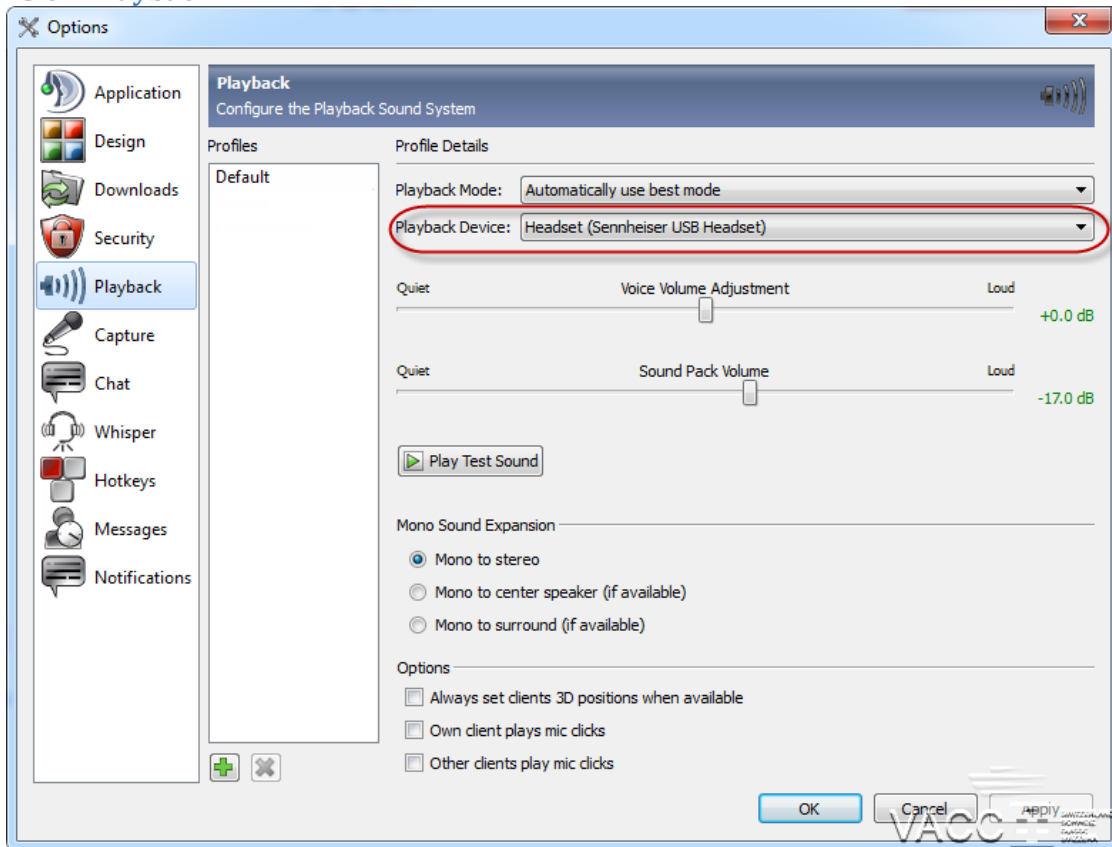 Options
Application
Design
Downloads
Security
Playback
Capture
Chat
Whisper
Hotkeys
Messages
Notifications
Playback
Configure the Playback Sound System
Profiles
Default
Profile Details
Playback Mode: Automatically use best mode
Playback Device: Headset (Sennheiser USB Headset)
Quiet Voice Volume Adjustment Loud
+0.0 dB
Quiet Sound Pack Volume Loud
-17.0 dB
Play Test Sound
Mono Sound Expansion
Mono to stereo
Mono to center speaker (if available)
Mono to surround (if available)
Options
Always set clients 3D positions when available
Own client plays mic clicks
Other clients play mic clicks
OK Cancel Apply
VACC